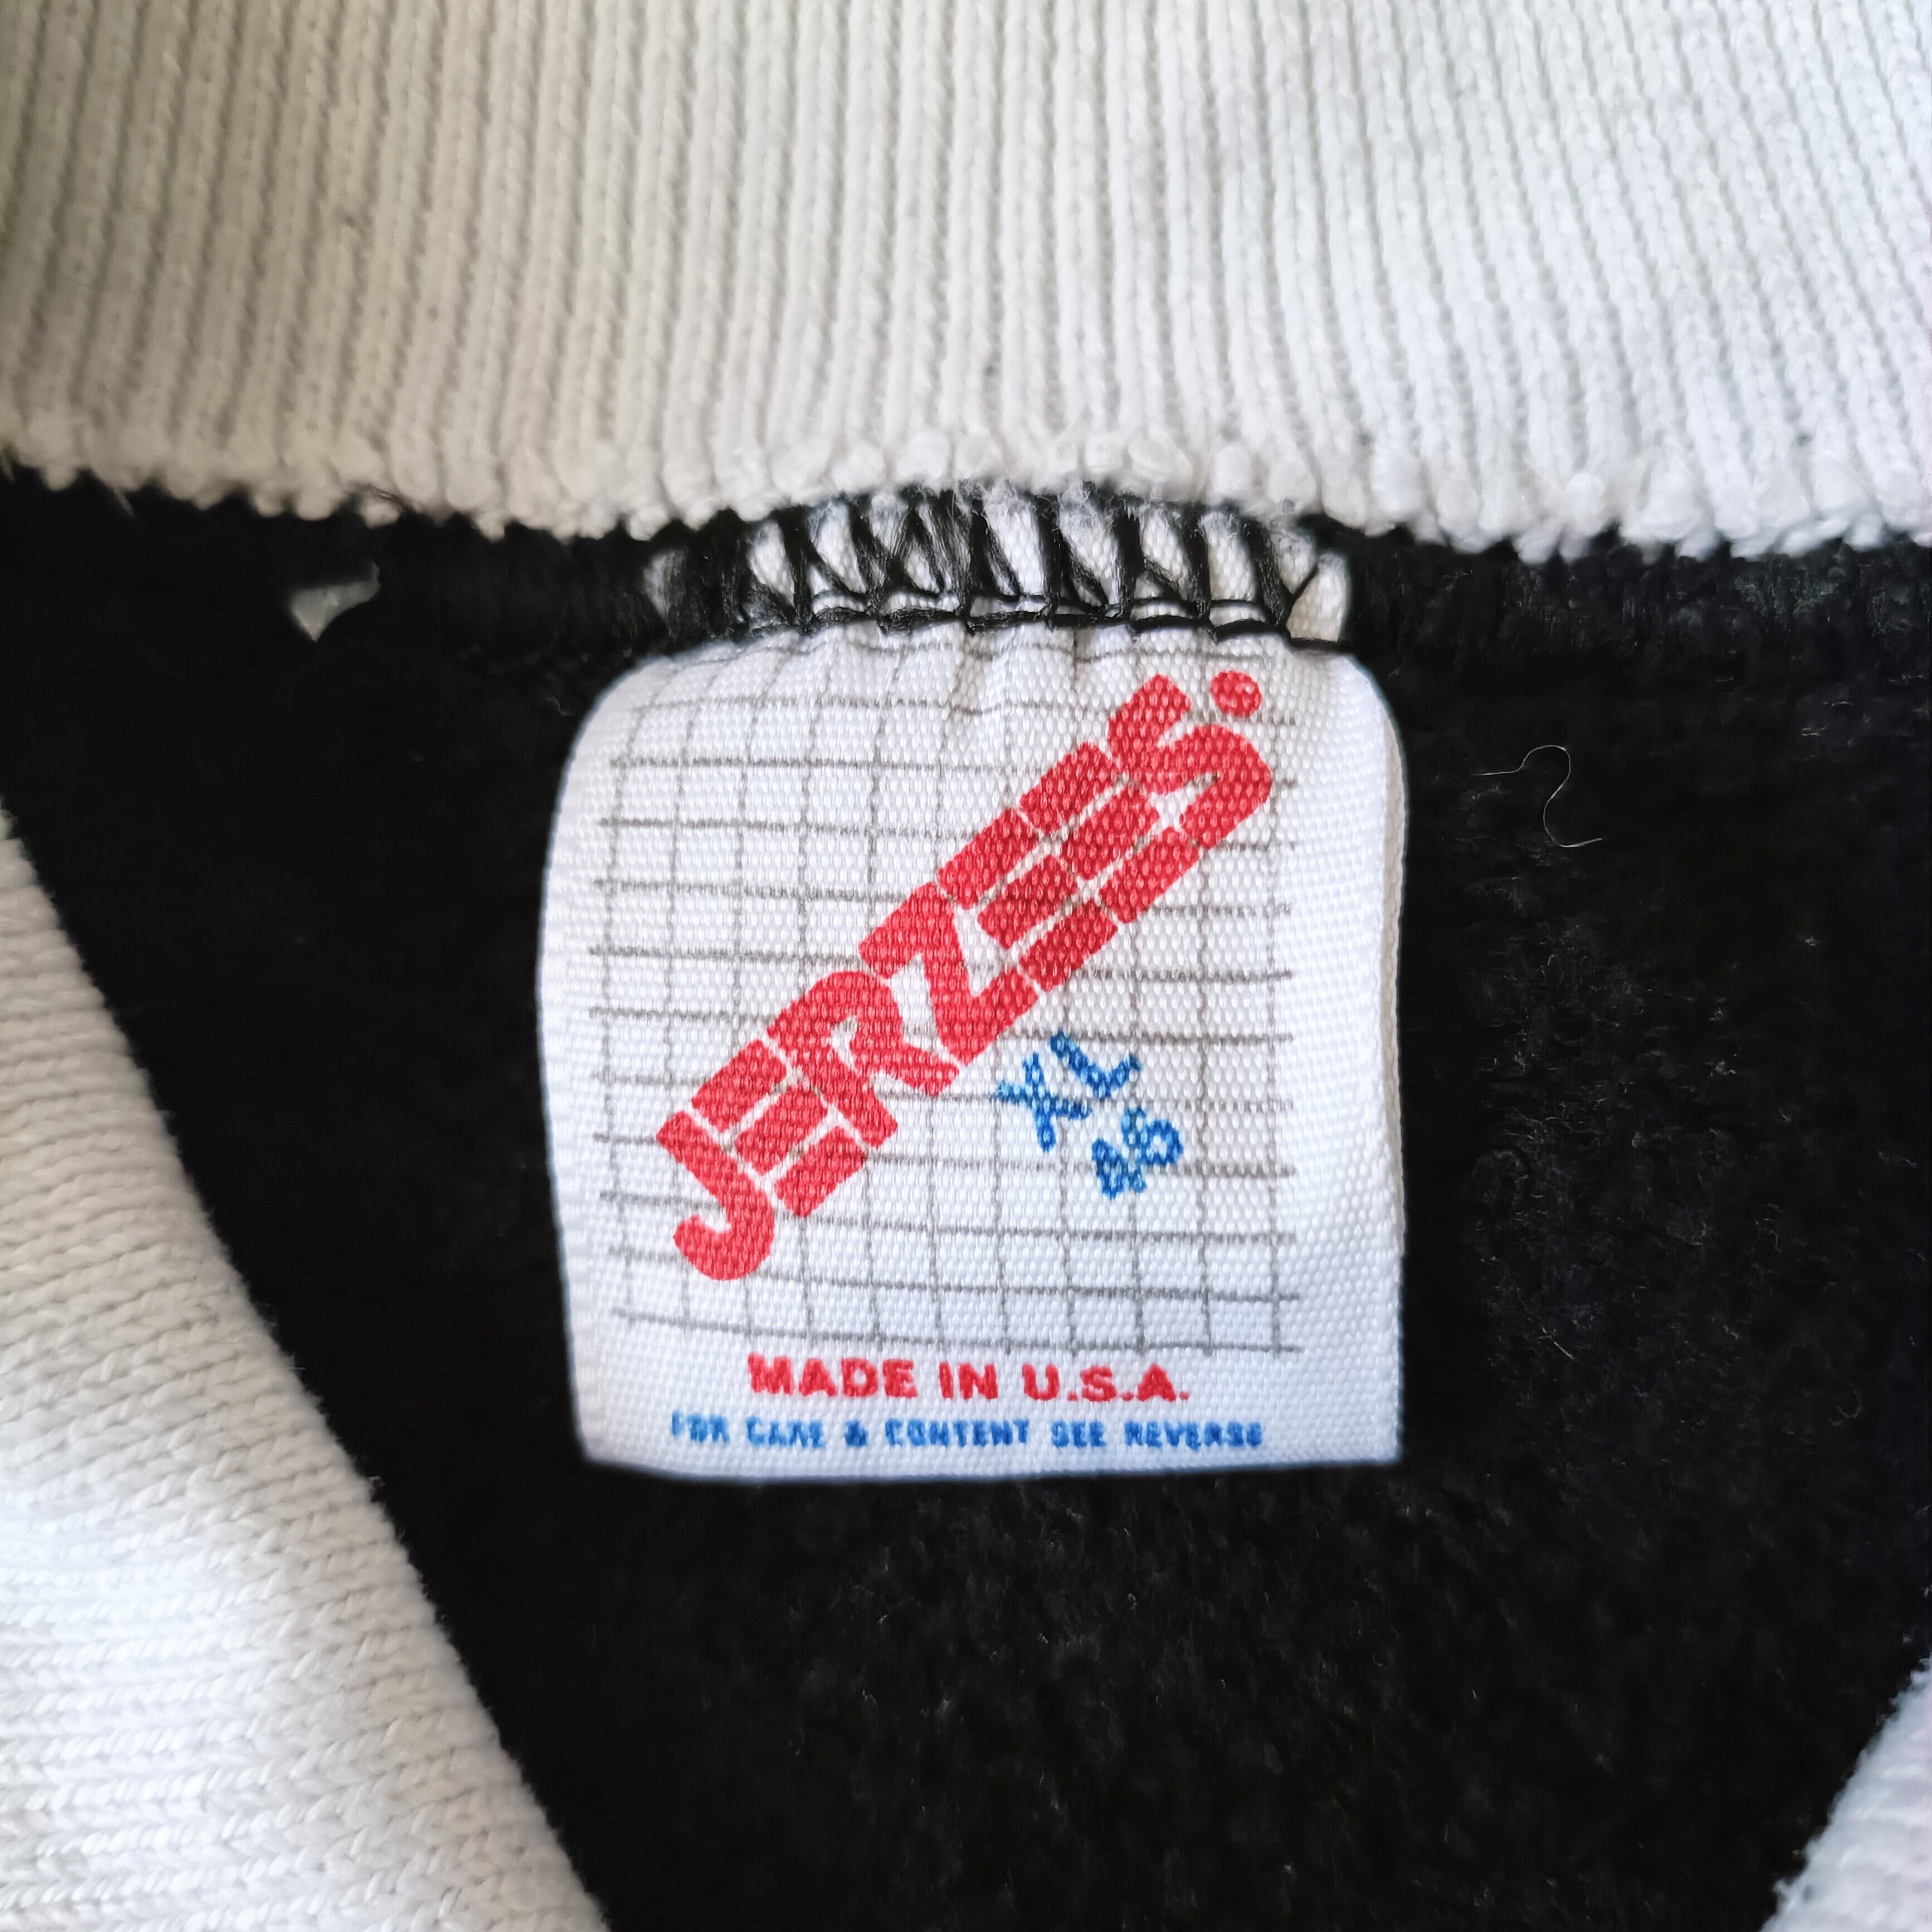 JERZEES.
XL
46
MADE IN U.S.A.
FOR CARE & CONTENT SEE REVERSE